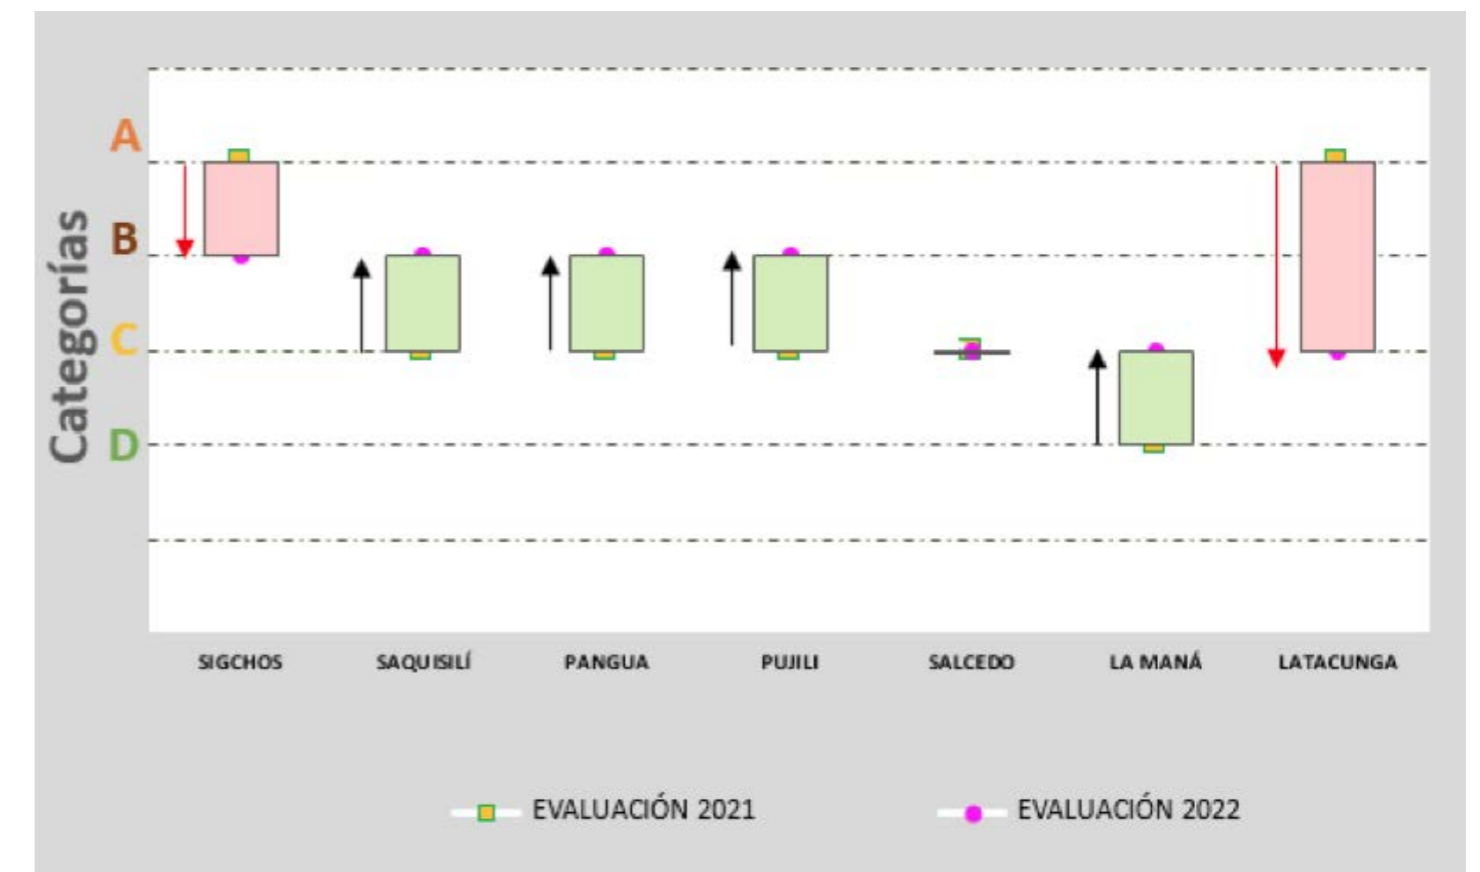 Categorías
A
B
C
D
SIGCHOS SAQUISILÍ PANGUA PUJILI SALCEDO LA MANÁ LATACUNGA
EVALUACIÓN 2021 EVALUACIÓN 2022